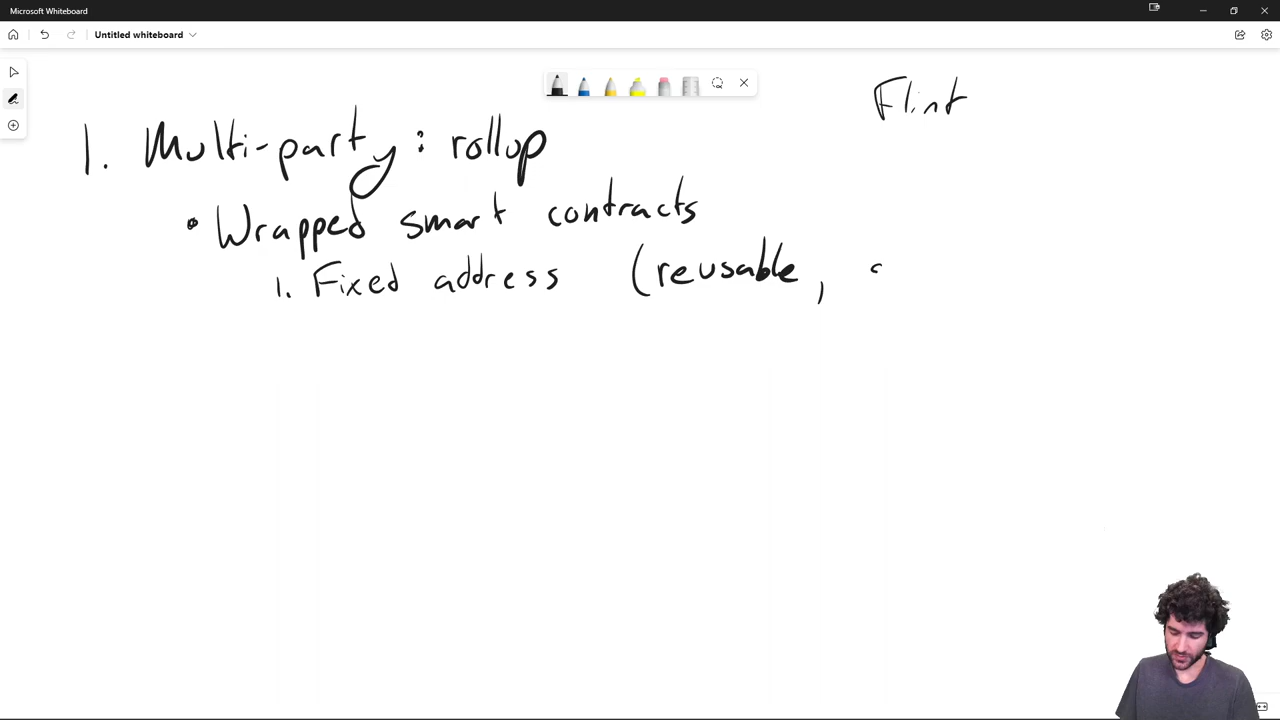 Microsoft Whiteboard
Untitled whiteboard
Flint
1. Multi-party: rollup
• Wrapped smart contracts
1. Fixed address (reusable, c